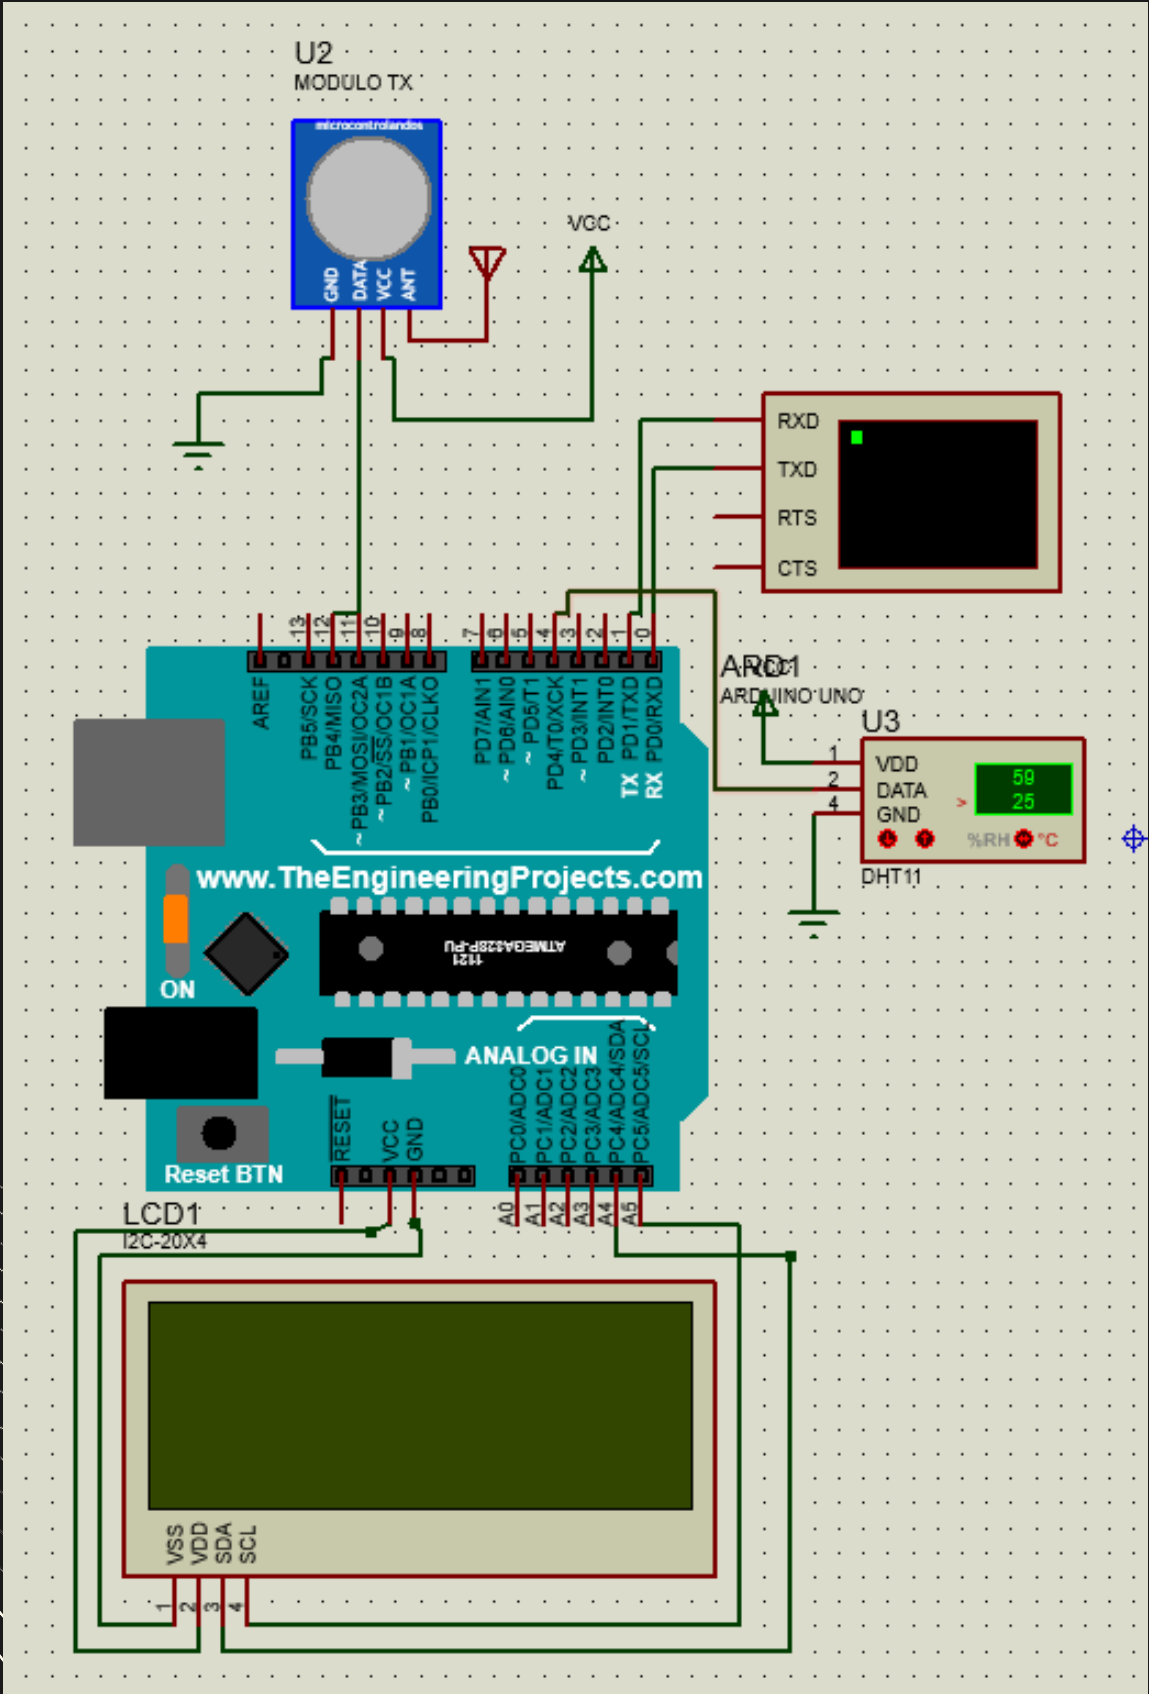 U2
MODULO TX
microcontrolandos
GND
DATA
VCC
ANT
VCC
RXD
TXD
RTS
CTS
13
12
11
10
9
8
7
6
5
4
3
2
1
0
AREF
PB5/SCK
PB4/MISO
~ PB3/MOSI/OC2A
~ PB2/SS/OC1B
~ PB1/OC1A
PB0/ICP1/CLKO
PD7/AIN1
~ PD6/AIN0
~ PD5/T1
PD4/T0/XCK
~ PD3/INT1
PD2/INT0
TX PD1/TXD
RX PD0/RXD
ARD1
VCC
ARDUINO UNO
U3
1
2
4
VDD
DATA
GND
>
59
25
%RH
°C
DHT11
www.TheEngineeringProjects.com
ATMEGA328P-PU
1121
ON
ANALOG IN
RESET
VCC
GND
PC0/ADC0
PC1/ADC1
PC2/ADC2
PC3/ADC3
PC4/ADC4/SDA
PC5/ADC5/SCL
Reset BTN
A0
A1
A2
A3
A4
A5
LCD1
I2C-20X4
VSS
VDD
SDA
SCL
1
2
3
4